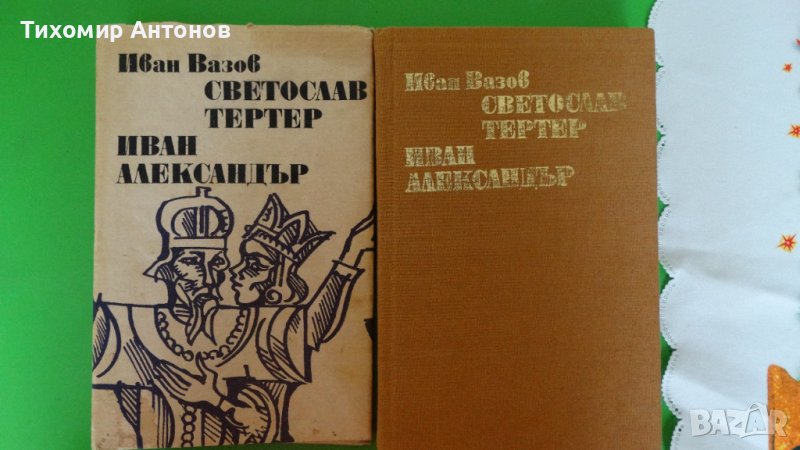 Тихомир Антонов
Иван Вазов
СВЕТОСЛАВ
ТЕРТЕР
ИВАН
АЛЕКСАНДЪР
Иван Вазов
СВЕТОСЛАВ
ТЕРТЕР
ИВАН
АЛЕКСАНДЪР
BAZAR